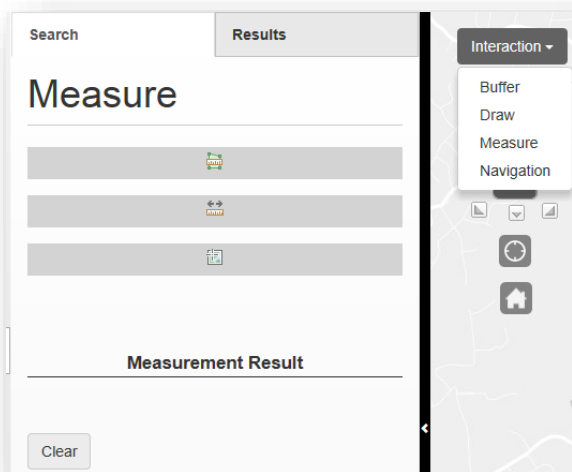 Search
Results
Measure
Measurement Result
Clear
Interaction
Buffer
Draw
Measure
Navigation